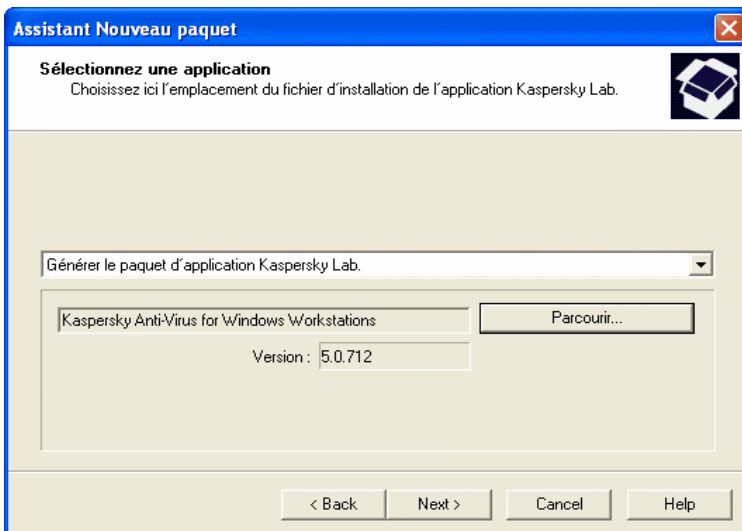 Assistant Nouveau paquet
Sélectionnez une application
Choisissez ici l'emplacement du fichier d'installation de l'application Kaspersky Lab.
Générer le paquet d'application Kaspersky Lab.
Kaspersky Anti-Virus for Windows Workstations
Parcourir...
Version : 5.0.712
< Back
Next >
Cancel
Help